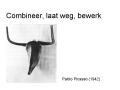 Combineer, laat weg, bewerk
Pablo Picasso (1942)